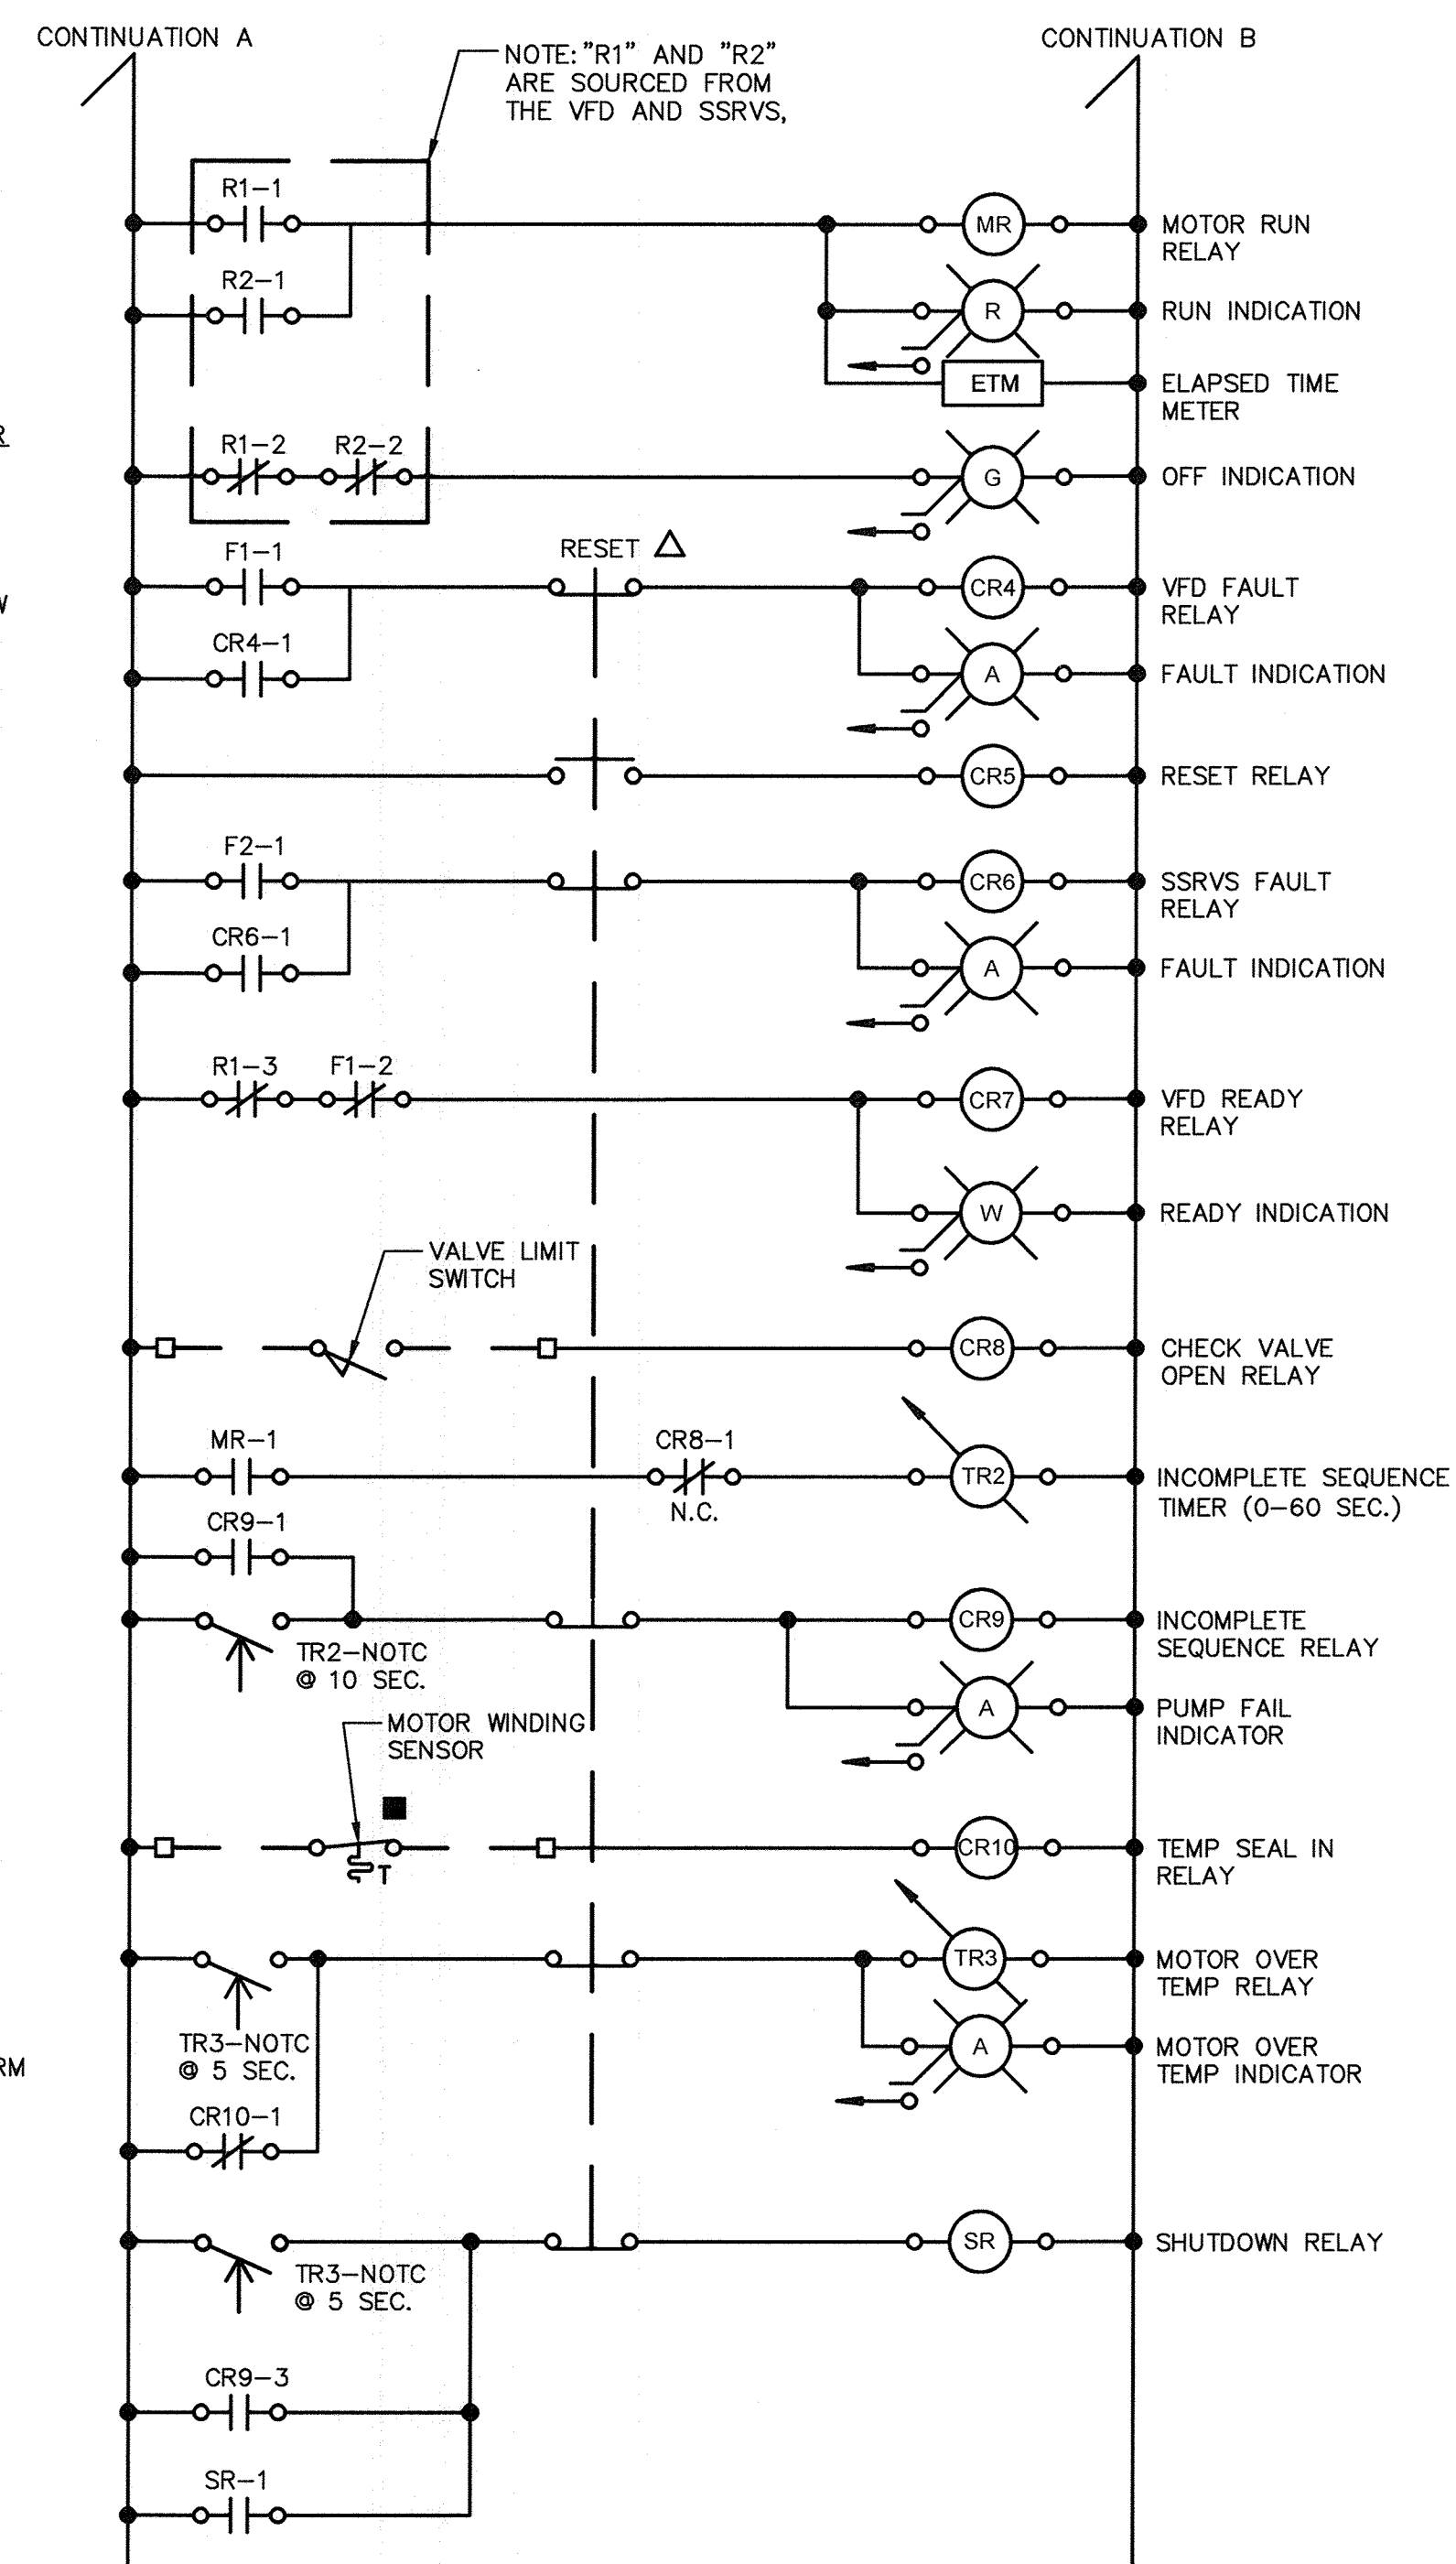 CONTINUATION A
CONTINUATION B
NOTE: "R1" AND "R2"
ARE SOURCED FROM
THE VFD AND SSRVS,
R1-1
MR
MOTOR RUN
RELAY
R2-1
R
RUN INDICATION
ETM
ELAPSED TIME
METER
R
R1-2
R2-2
G
OFF INDICATION
F1-1
RESET
CR4
VFD FAULT
RELAY
W
CR4-1
A
FAULT INDICATION
CR5
RESET RELAY
F2-1
CR6
SSRVS FAULT
RELAY
CR6-1
A
FAULT INDICATION
R1-3
F1-2
CR7
VFD READY
RELAY
W
READY INDICATION
VALVE LIMIT
SWITCH
CR8
CHECK VALVE
OPEN RELAY
MR-1
CR8-1
N.C.
TR2
INCOMPLETE SEQUENCE
TIMER (0-60 SEC.)
CR9-1
TR2-NOTC
@ 10 SEC.
CR9
INCOMPLETE
SEQUENCE RELAY
A
PUMP FAIL
INDICATOR
MOTOR WINDING
SENSOR
T
CR10
TEMP SEAL IN
RELAY
TR3
MOTOR OVER
TEMP RELAY
TR3-NOTC
@ 5 SEC.
A
MOTOR OVER
TEMP INDICATOR
RM
CR10-1
TR3-NOTC
@ 5 SEC.
SR
SHUTDOWN RELAY
CR9-3
SR-1